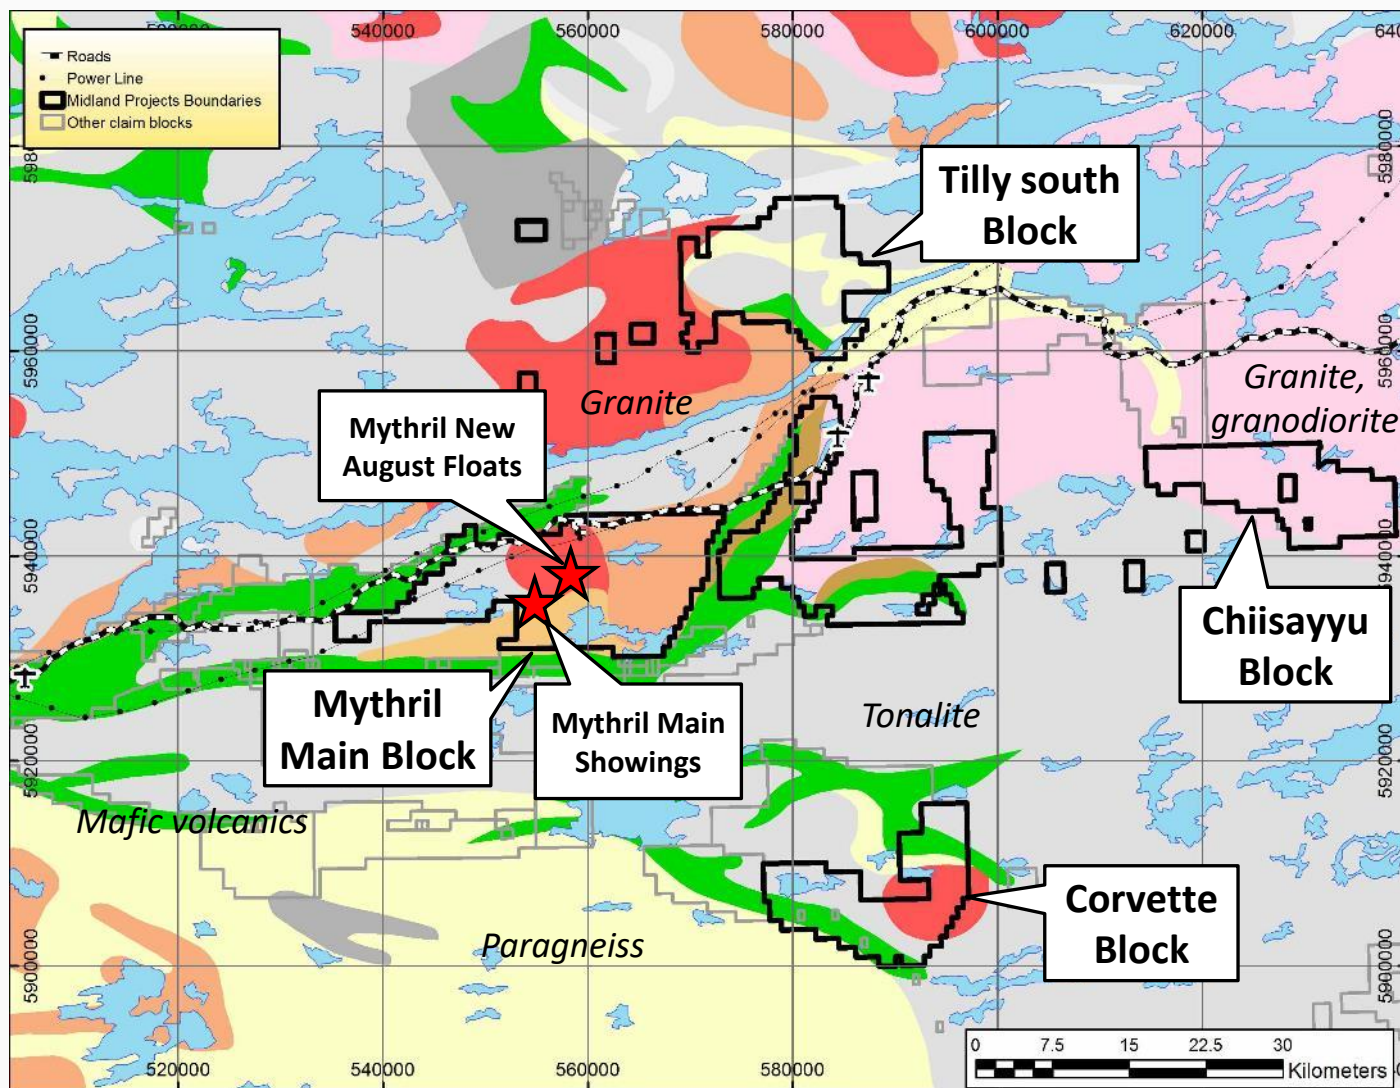 540000
560000
580000
600000
620000
Roads
Power Line
Midland Projects Boundaries
Other claim blocks
5980000
Tilly south
Block
5960000
5960000
Granite
Granite,
granodiorite
Mythril New
August Floats
5940000
5940000
Chiisayyu
Block
Mythril
Main Block
Mythril Main
Showings
Tonalite
5920000
5920000
Mafic volcanics
Corvette
Block
Paragneiss
5900000
5900000
0 7.5 15 22.5 30
Kilometers
520000
540000
560000
580000